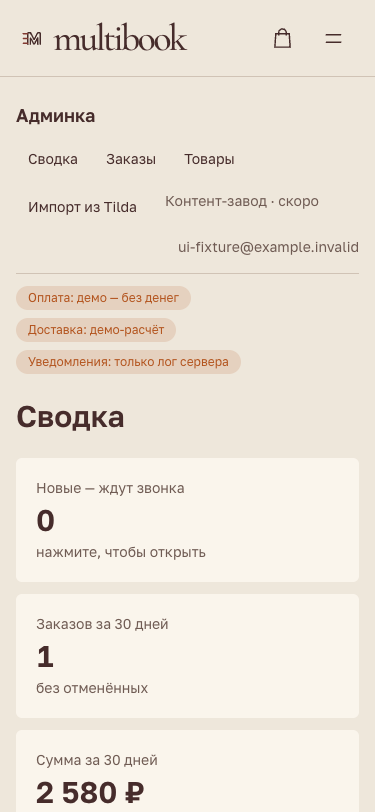 multibook
Админка
Сводка Заказы Товары
Импорт из Tilda Контент-завод · скоро
ui-fixture@example.invalid
Оплата: демо — без денег
Доставка: демо-расчёт
Уведомления: только лог сервера
Сводка
Новые — ждут звонка
0
нажмите, чтобы открыть
Заказов за 30 дней
1
без отменённых
Сумма за 30 дней
2 580 ₽